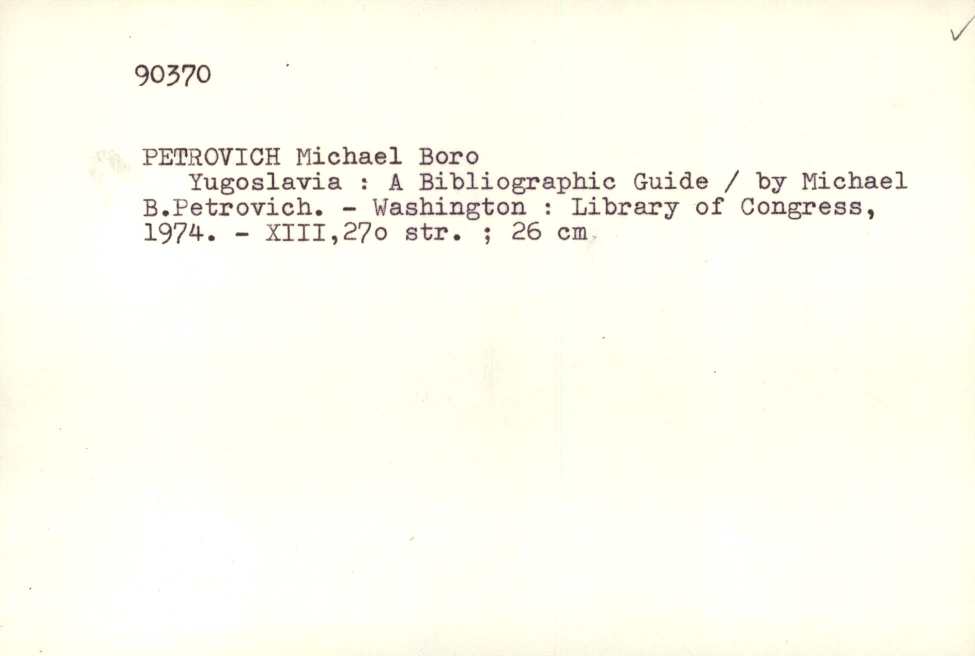 90370
PETROVICH Michael Boro
Yugoslavia : A Bibliographic Guide / by Michael
B.Petrovich. - Washington : Library of Congress,
1974. - XIII,27o str. ; 26 cm